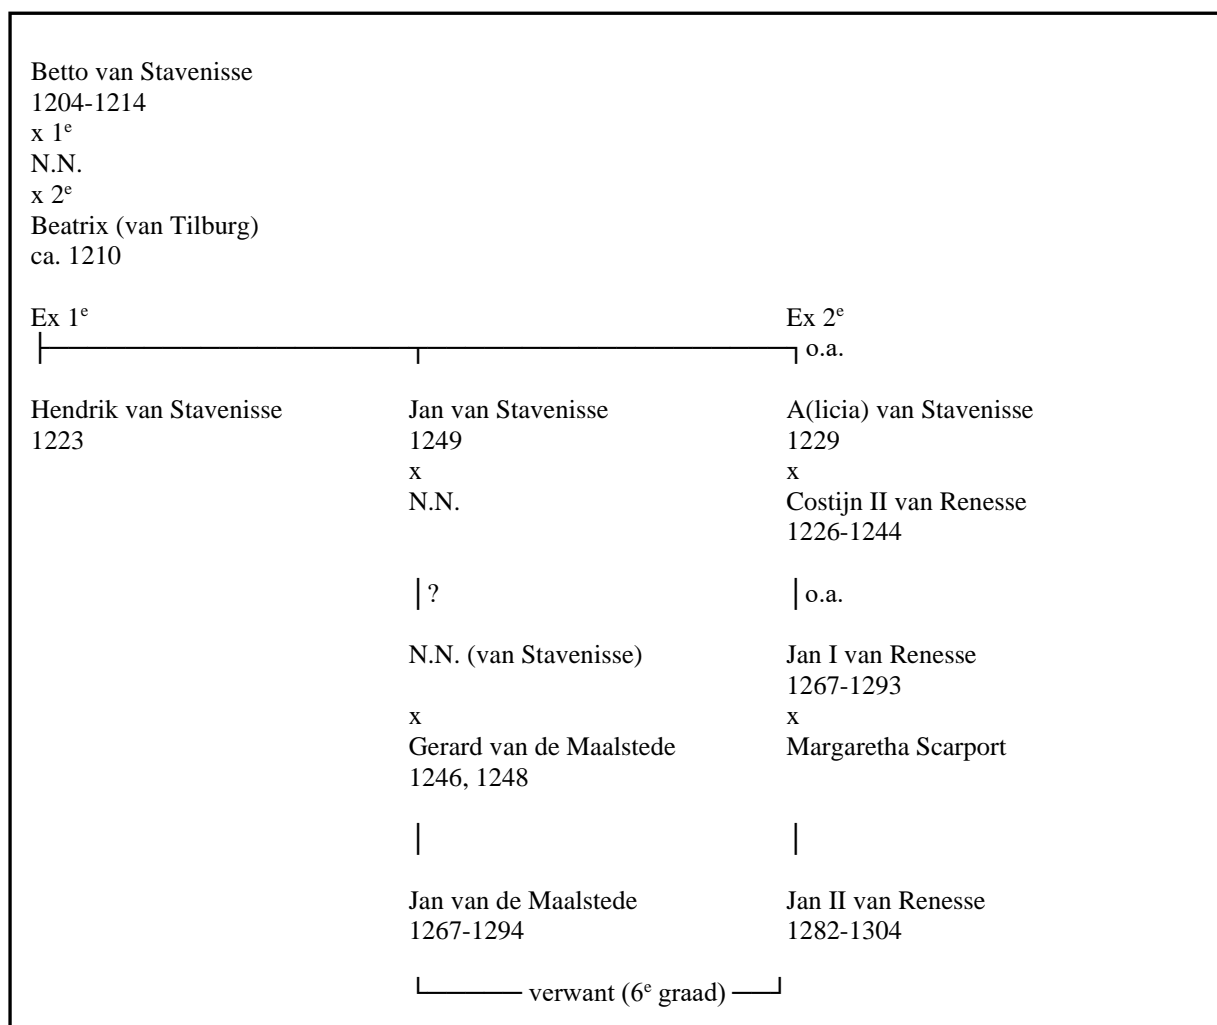 Betto van Stavenisse
1204-1214
x 1e
N.N.
x 2e
Beatrix (van Tilburg)
ca. 1210
Ex 1e Ex 2e
o.a.
Hendrik van Stavenisse Jan van Stavenisse A(licia) van Stavenisse
1223 1249 1229
x x
N.N. Costijn II van Renesse
1226-1244
? o.a.
N.N. (van Stavenisse) Jan I van Renesse
1267-1293
x x
Gerard van de Maalstede Margaretha Scarport
1246, 1248
Jan van de Maalstede Jan II van Renesse
1267-1294 1282-1304
verwant (6e graad)